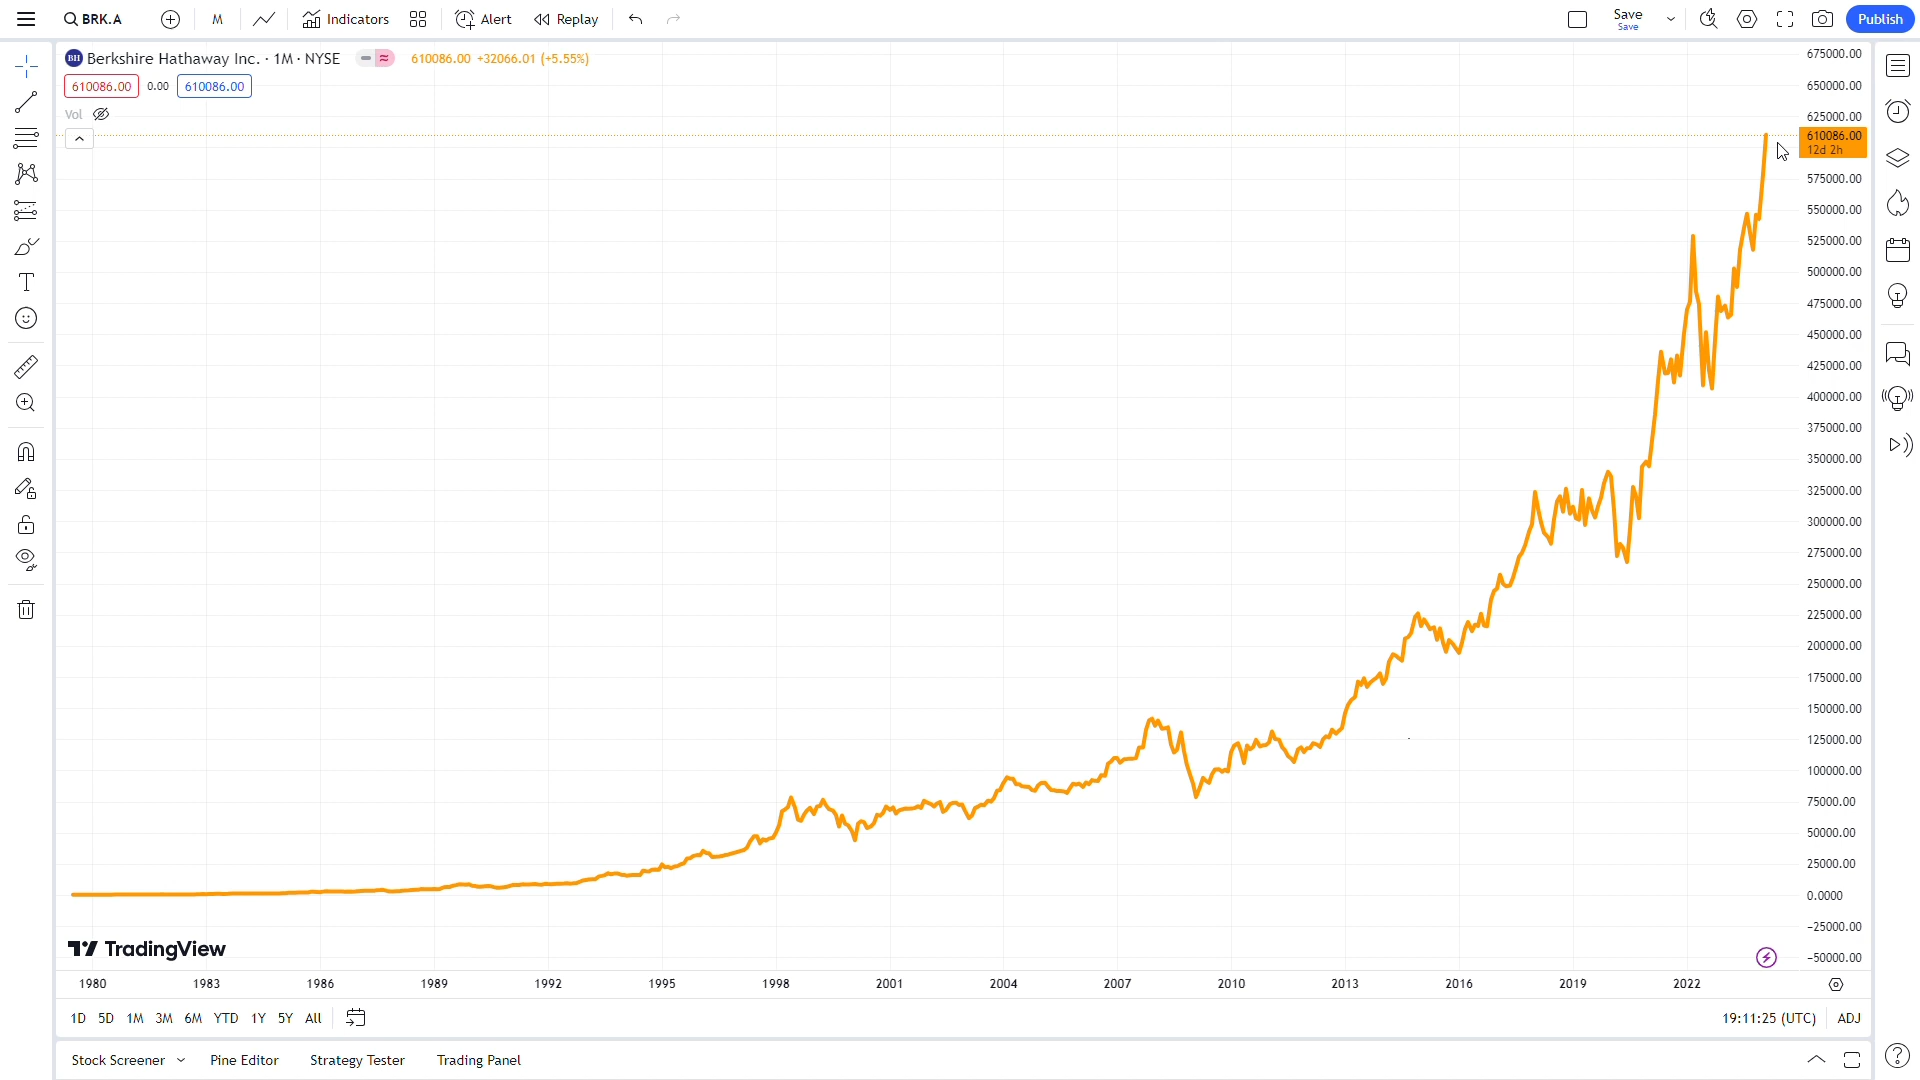 BRK.A
M
Indicators
Alert
Replay
Save
Save
Publish
BH Berkshire Hathaway Inc. · 1M · NYSE 610086.00 +32066.01 (+5.55%)
610086.00 0.00 610086.00
Vol
675000.00
650000.00
625000.00
610086.00
12d 2h
575000.00
550000.00
525000.00
500000.00
475000.00
450000.00
425000.00
400000.00
375000.00
350000.00
325000.00
300000.00
275000.00
250000.00
225000.00
200000.00
175000.00
150000.00
125000.00
100000.00
75000.00
50000.00
25000.00
0.0000
−25000.00
−50000.00
TradingView
1980 1983 1986 1989 1992 1995 1998 2001 2004 2007 2010 2013 2016 2019 2022
1D 5D 1M 3M 6M YTD 1Y 5Y All
19:11:25 (UTC) ADJ
Stock Screener Pine Editor Strategy Tester Trading Panel